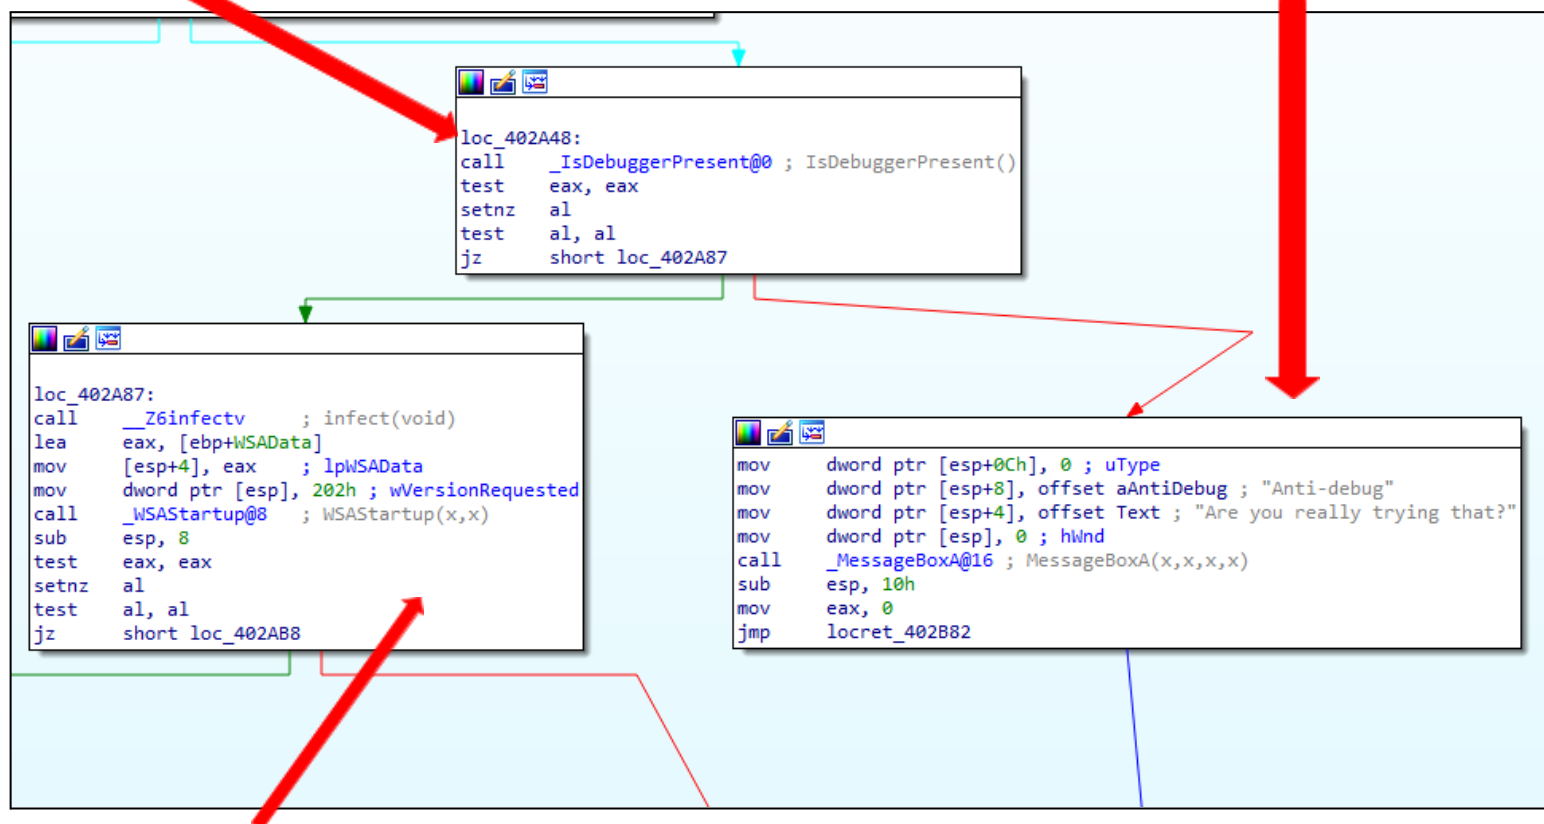 loc_402A48:
call _IsDebuggerPresent@0 ; IsDebuggerPresent()
test eax, eax
setnz al
test al, al
jz short loc_402A87
loc_402A87:
call __Z6infectv ; infect(void)
lea eax, [ebp+WSAData]
mov [esp+4], eax ; lpWSAData
mov dword ptr [esp], 202h ; wVersionRequested
call _WSAStartup@8 ; WSAStartup(x,x)
sub esp, 8
test eax, eax
setnz al
test al, al
jz short loc_402AB8
mov dword ptr [esp+0Ch], 0 ; uType
mov dword ptr [esp+8], offset aAntiDebug ; "Anti-debug"
mov dword ptr [esp+4], offset Text ; "Are you really trying that?"
mov dword ptr [esp], 0 ; hWnd
call _MessageBoxA@16 ; MessageBoxA(x,x,x,x)
sub esp, 10h
mov eax, 0
jmp locret_402B82